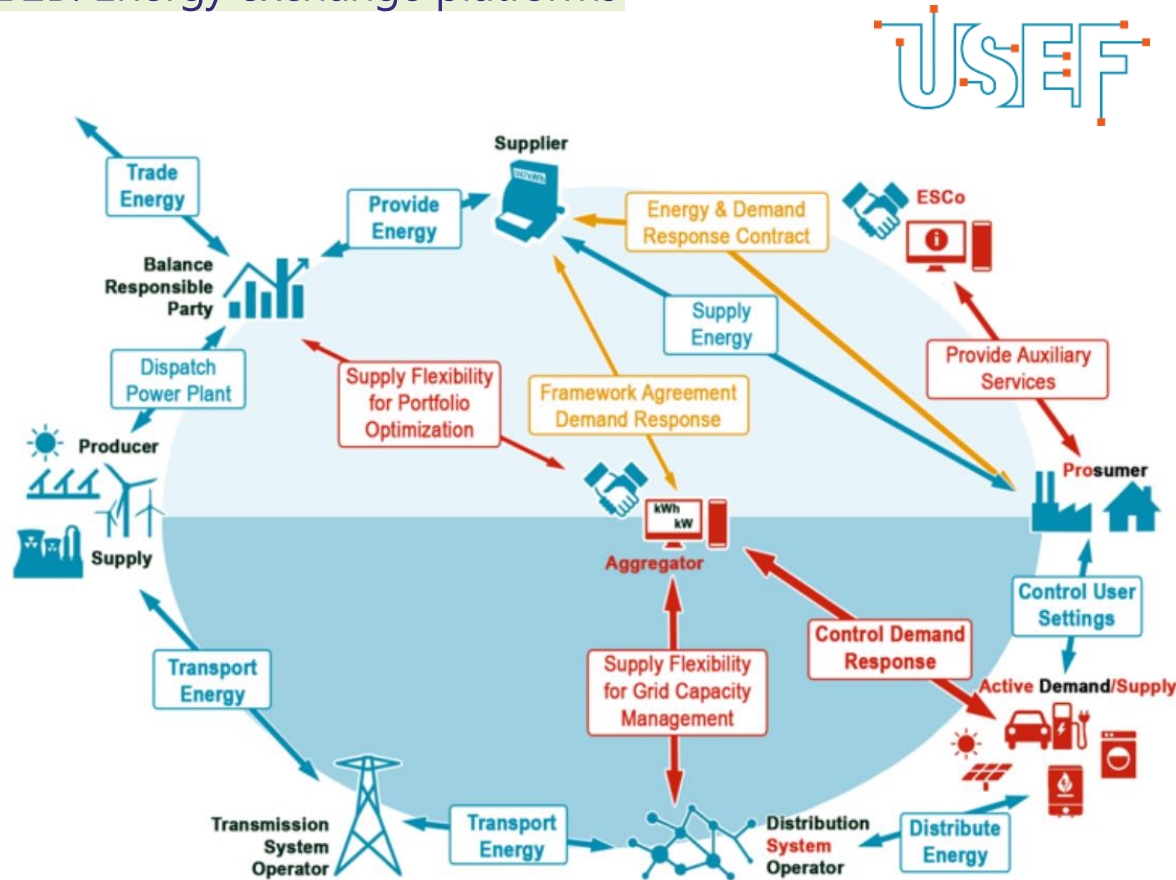 Energy exchange platforms
USEF
Supplier
Trade
Energy
Provide
Energy
Energy & Demand
Response Contract
ESCo
Balance
Responsible
Party
Supply
Energy
Provide Auxiliary
Services
Dispatch
Power Plant
Supply Flexibility
for Portfolio
Optimization
Framework Agreement
Demand Response
Producer
Prosumer
kWh
kW
Supply
Aggregator
Control User
Settings
Control Demand
Response
Transport
Energy
Supply Flexibility
for Grid Capacity
Management
Active Demand/Supply
Transmission
System
Operator
Transport
Energy
Distribution
System
Operator
Distribute
Energy